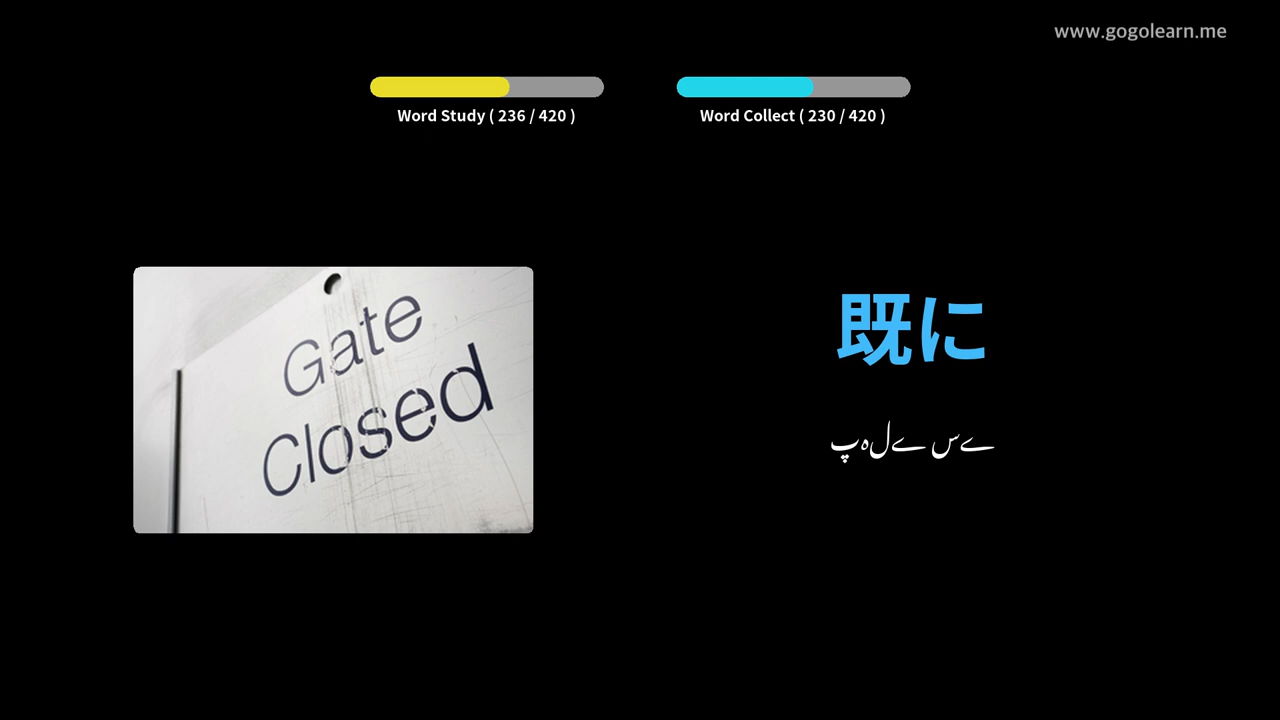 www.gogolearn.me
Word Study ( 236 / 420 )
Word Collect ( 230 / 420 )
Gate
Closed
既に
پہلے سے